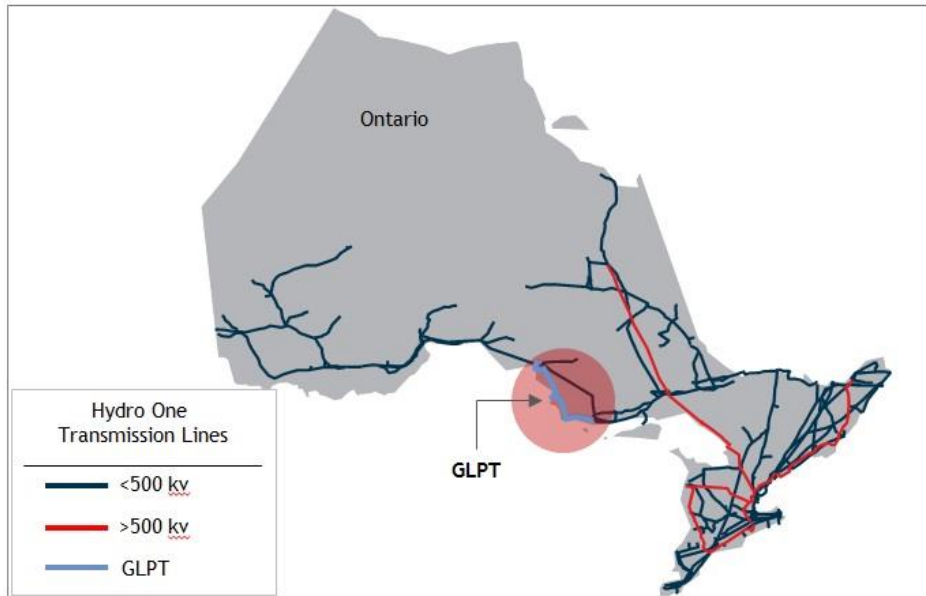 Ontario
GLPT
Hydro One
Transmission Lines
<500 kv
>500 kv
GLPT